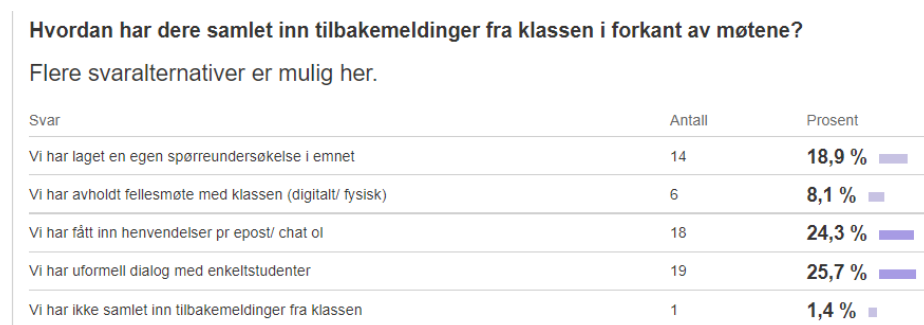 Hvordan har dere samlet inn tilbakemeldinger fra klassen i forkant av møtene?
Flere svaralternativer er mulig her.
Svar Antall Prosent
Vi har laget en egen spørreundersøkelse i emnet 14 18,9 %
Vi har avholdt fellesmøte med klassen (digitalt/ fysisk) 6 8,1 %
Vi har fått inn henvendelser pr epost/ chat ol 18 24,3 %
Vi har uformell dialog med enkeltstudenter 19 25,7 %
Vi har ikke samlet inn tilbakemeldinger fra klassen 1 1,4 %